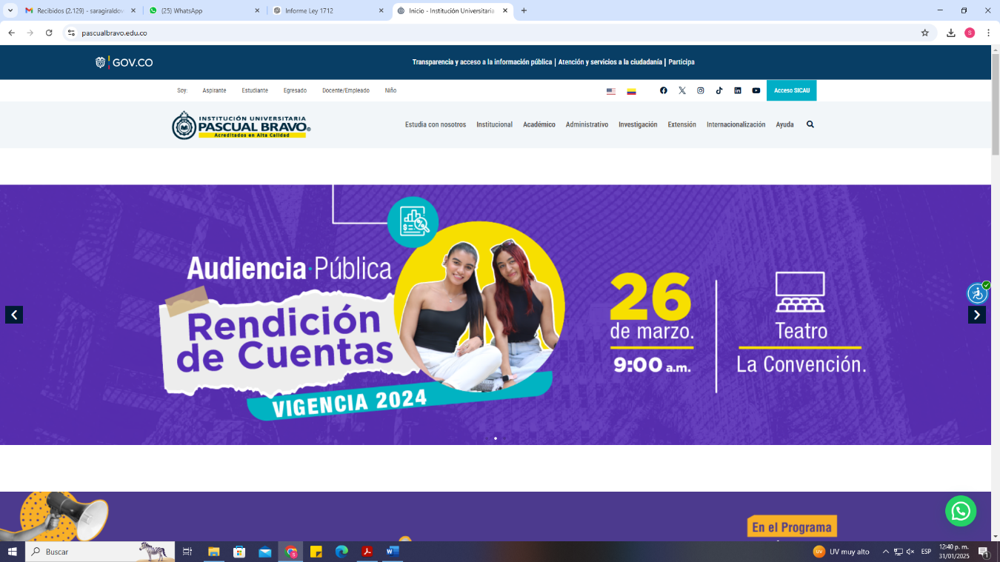 Recibidos (2.129) - saragiraldov
(25) WhatsApp
Informe Ley 1712
Inicio - Institución Universitaria
pascualbravo.edu.co
S
GOV.CO
Transparencia y acceso a la información pública | Atención y servicios a la ciudadanía | Participa
Soy: Aspirante Estudiante Egresado Docente/Empleado Niño
Acceso SICAU
INSTITUCIÓN UNIVERSITARIA
PASCUAL BRAVO®
Acreditados en Alta Calidad
Estudia con nosotros Institucional Académico Administrativo Investigación Extensión Internacionalización Ayuda
Audiencia·Pública
Rendición
de Cuentas
VIGENCIA 2024
26
de marzo.
9:00 a.m.
Teatro
La Convención.
En el Programa
Buscar
UV muy alto
ESP
12:40 p. m.
31/01/2025